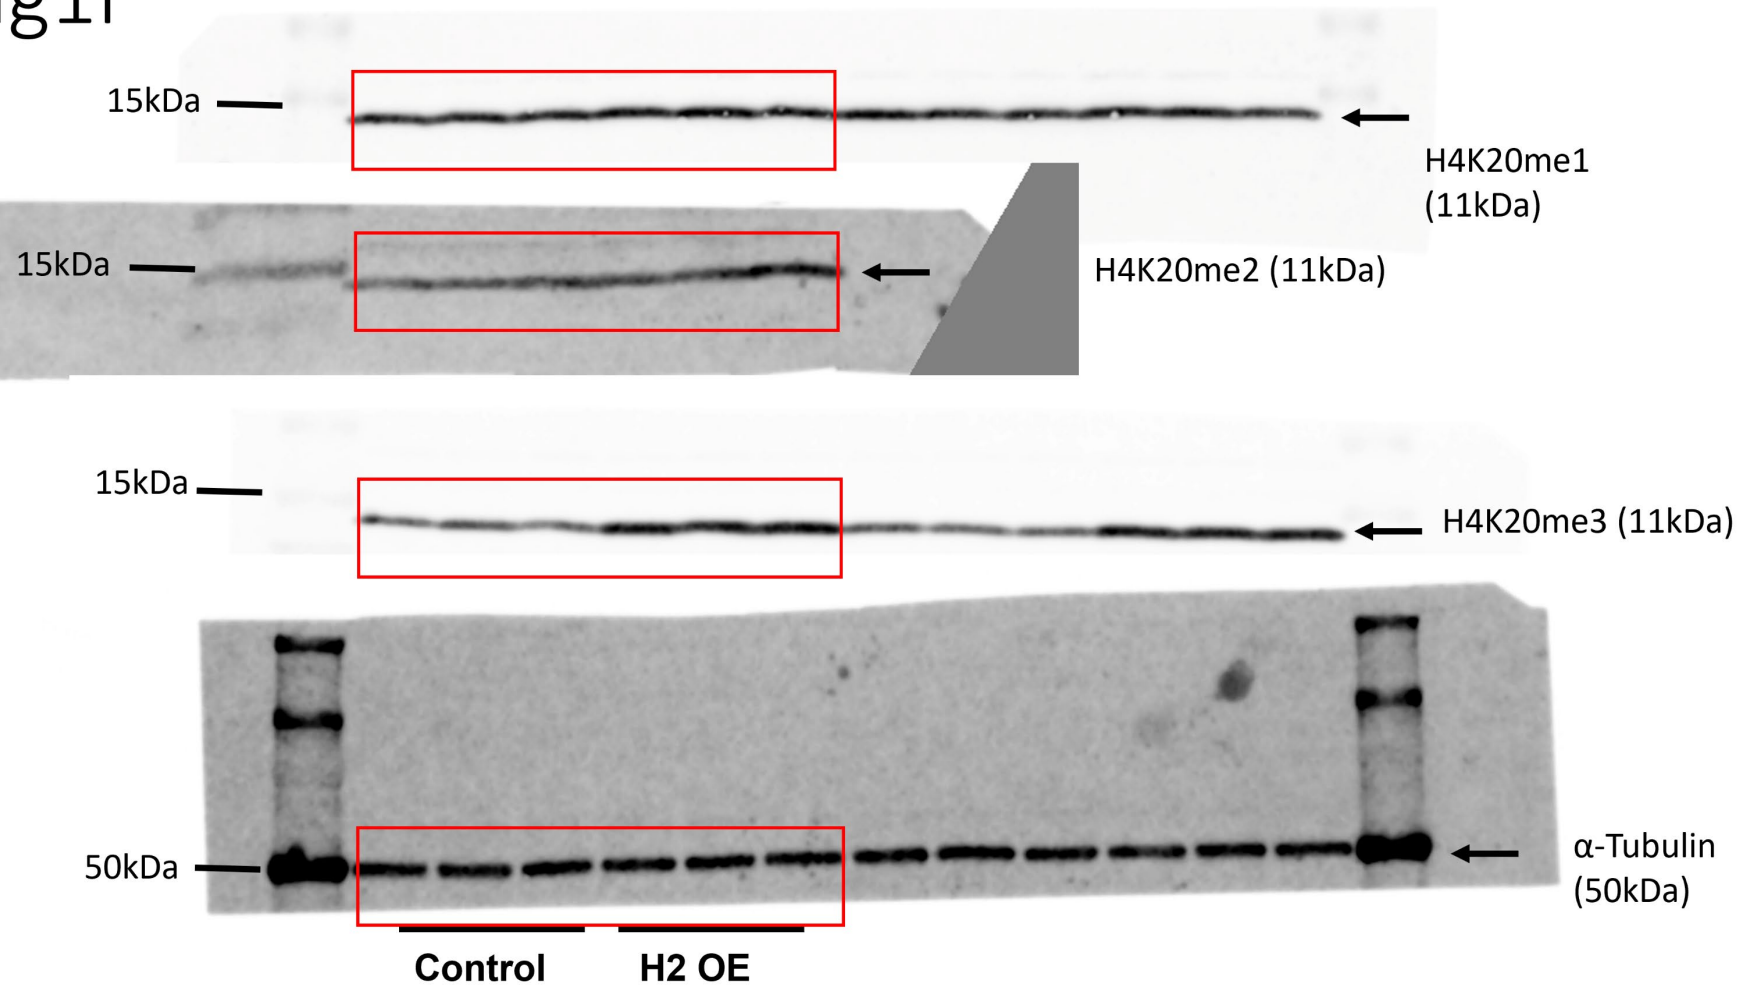 15kDa
H4K20me1
(11kDa)
15kDa
H4K20me2 (11kDa)
15kDa
H4K20me3 (11kDa)
50kDa
α-Tubulin
(50kDa)
Control
H2 OE